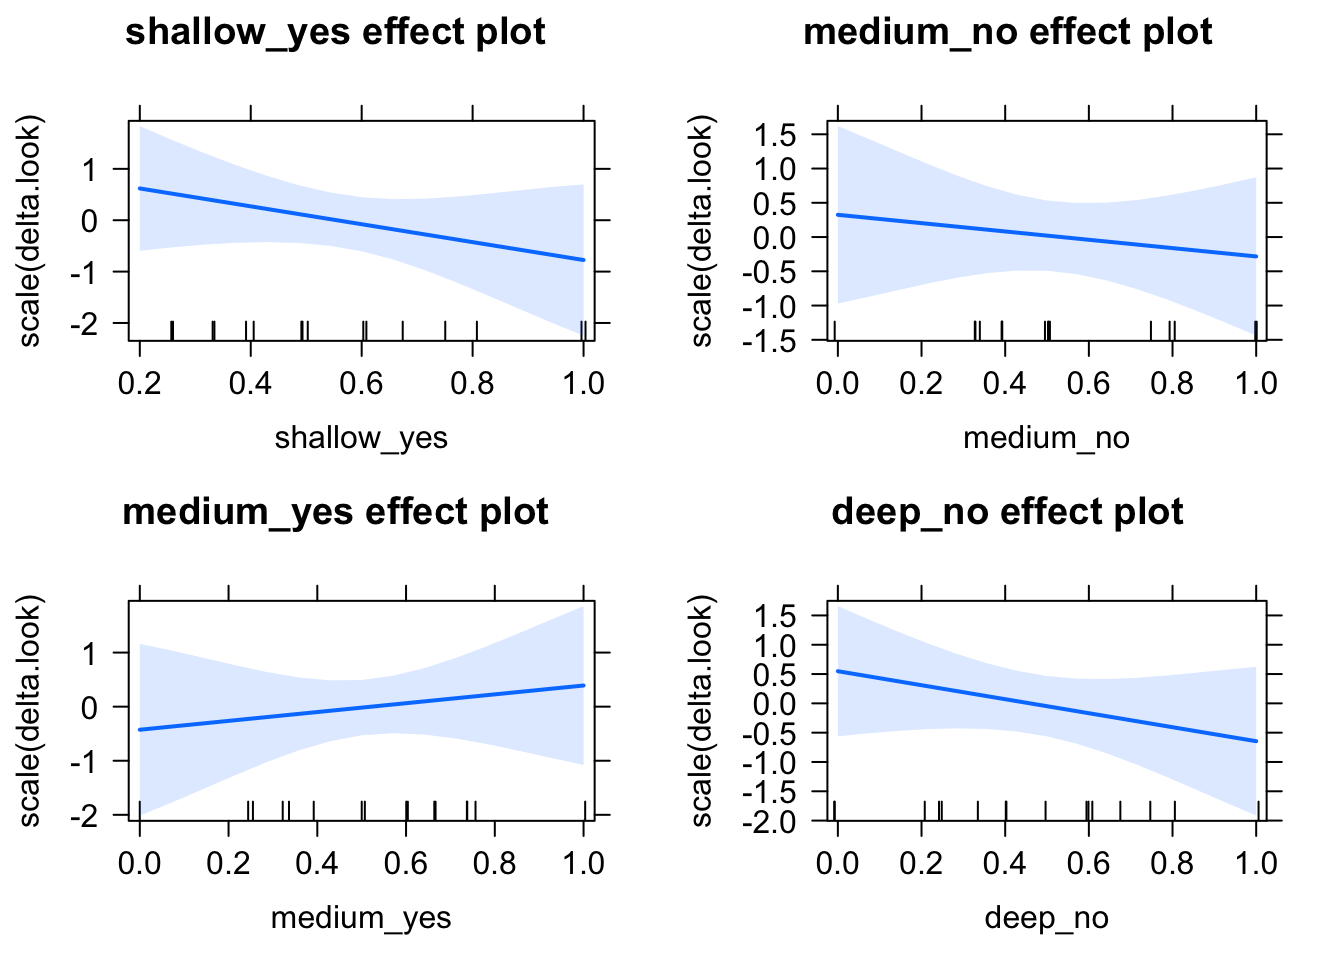 shallow_yes effect plot
scale(delta.look)
1
0
-1
-2
0.2 0.4 0.6 0.8 1.0
shallow_yes
medium_no effect plot
scale(delta.look)
1.5
1.0
0.5
0.0
-0.5
-1.0
-1.5
0.0 0.2 0.4 0.6 0.8 1.0
medium_no
medium_yes effect plot
scale(delta.look)
1
0
-1
-2
0.0 0.2 0.4 0.6 0.8 1.0
medium_yes
deep_no effect plot
scale(delta.look)
1.5
1.0
0.5
0.0
-0.5
-1.0
-1.5
-2.0
0.0 0.2 0.4 0.6 0.8 1.0
deep_no